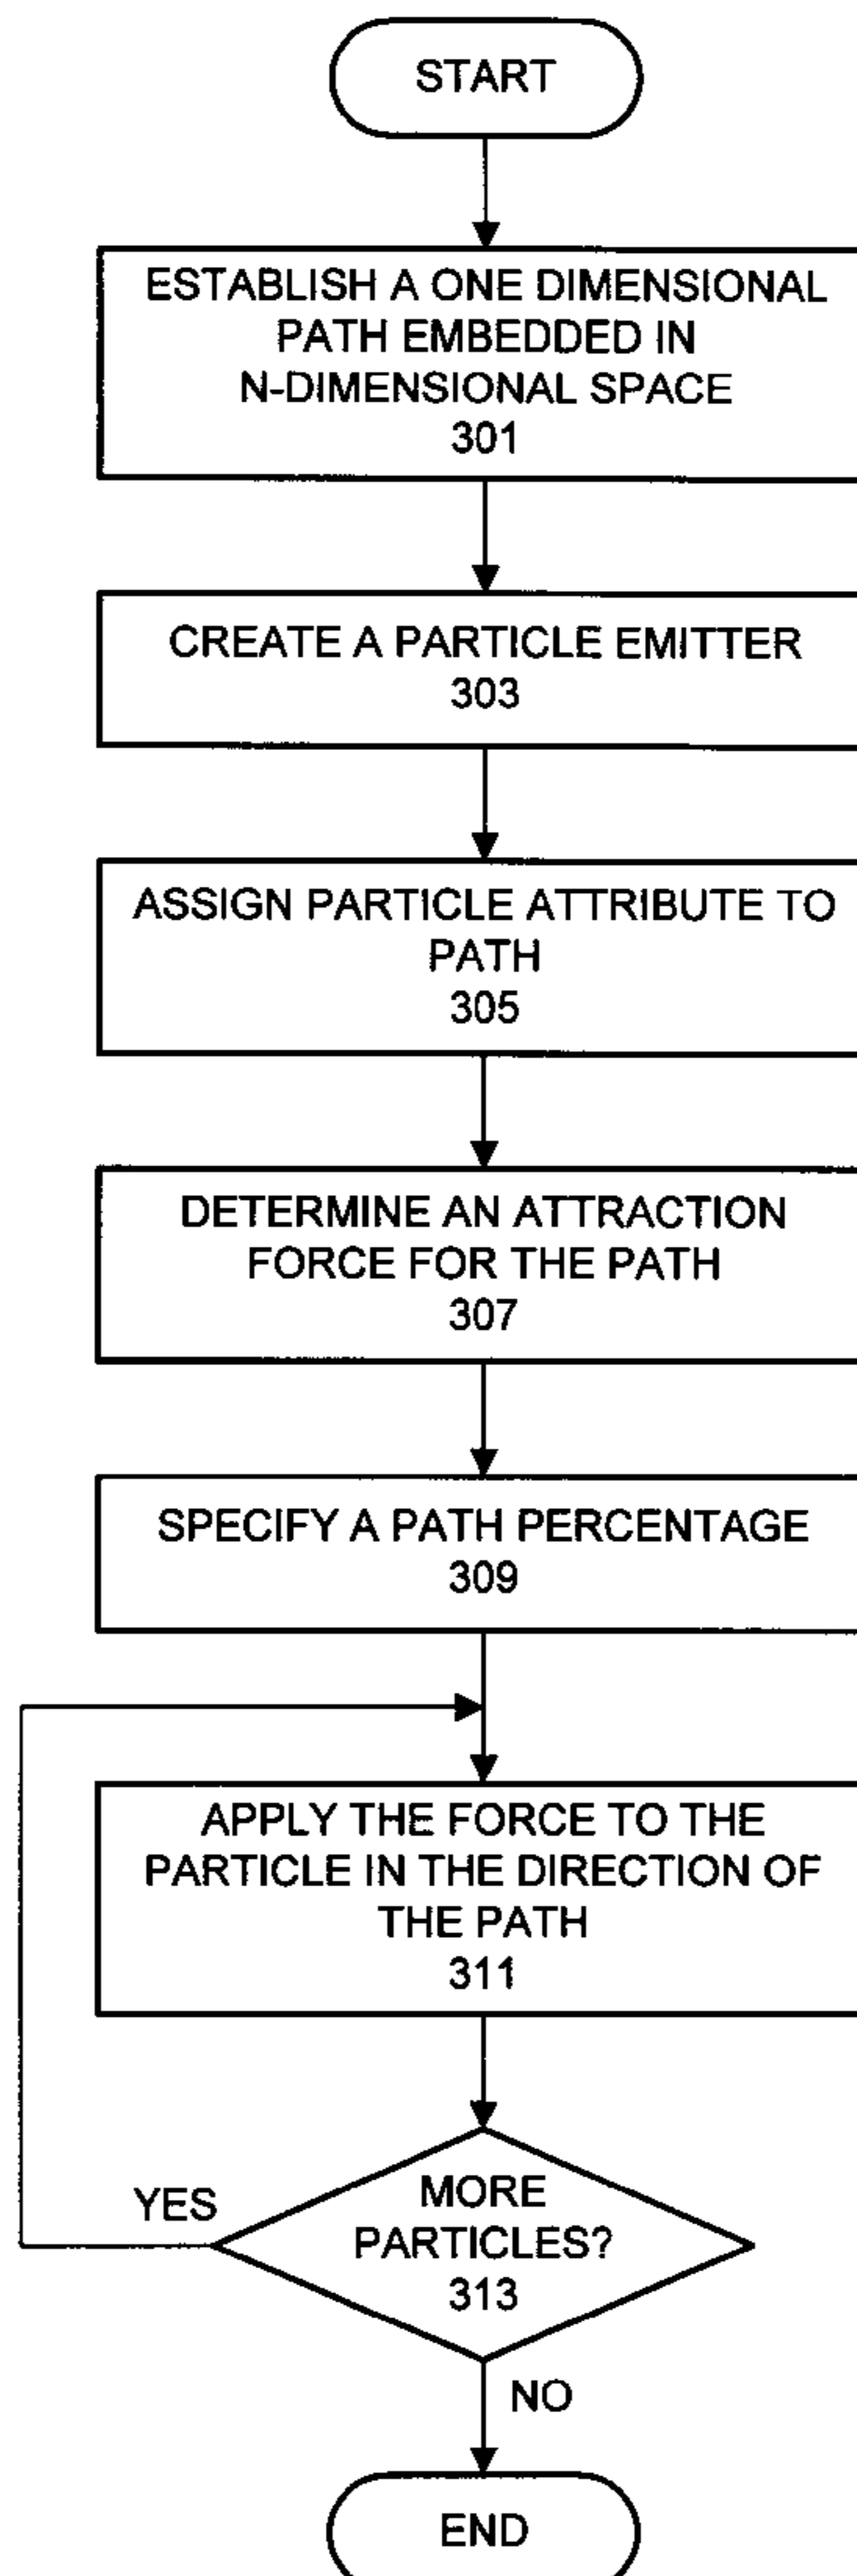 START
ESTABLISH A ONE DIMENSIONAL
PATH EMBEDDED IN
N-DIMENSIONAL SPACE
301
CREATE A PARTICLE EMITTER
303
ASSIGN PARTICLE ATTRIBUTE TO
PATH
305
DETERMINE AN ATTRACTION
FORCE FOR THE PATH
307
SPECIFY A PATH PERCENTAGE
309
APPLY THE FORCE TO THE
PARTICLE IN THE DIRECTION OF
THE PATH
311
YES
MORE
PARTICLES?
313
NO
END